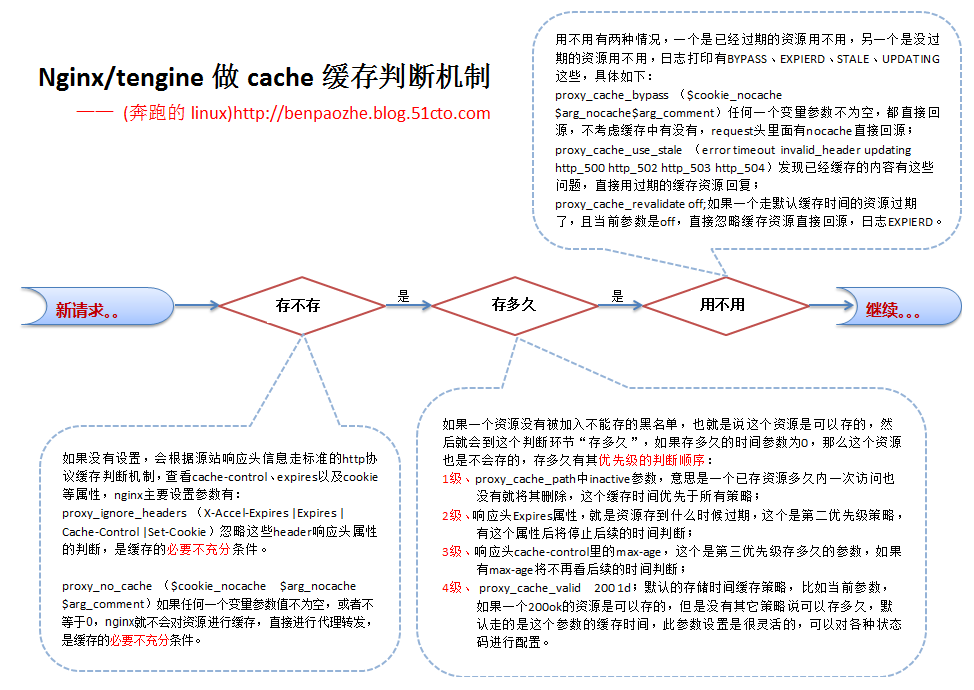 Nginx/tengine 做 cache 缓存判断机制
—— (奔跑的 linux)http://benpaozhe.blog.51cto.com
用不用有两种情况，一个是已经过期的资源用不用，另一个是没过
期的资源用不用，日志打印有BYPASS、EXPIERD、STALE、UPDATING
这些，具体如下：
proxy_cache_bypass （$cookie_nocache
$arg_nocache$arg_comment）任何一个变量参数不为空，都直接回
源，不考虑缓存中有没有，request头里面有nocache直接回源；
proxy_cache_use_stale （error timeout invalid_header updating
http_500 http_502 http_503 http_504）发现已经缓存的内容有这些
问题，直接用过期的缓存资源回复；
proxy_cache_revalidate off;如果一个走默认缓存时间的资源过期
了，且当前参数是off，直接忽略缓存资源直接回源，日志EXPIERD。
新请求。。
存不存
是
存多久
是
用不用
继续。。。
如果没有设置，会根据源站响应头信息走标准的http协
议缓存判断机制，查看cache-control、expires以及cookie
等属性，nginx主要设置参数有：
proxy_ignore_headers （X-Accel-Expires |Expires |
Cache-Control |Set-Cookie）忽略这些header响应头属性
的判断，是缓存的必要不充分条件。
proxy_no_cache （$cookie_nocache $arg_nocache
$arg_comment）如果任何一个变量参数值不为空，或者不
等于0，nginx就不会对资源进行缓存，直接进行代理转发，
是缓存的必要不充分条件。
如果一个资源没有被加入不能存的黑名单，也就是说这个资源是可以存的，然
后就会到这个判断环节“存多久”，如果存多久的时间参数为0，那么这个资源
也是不会存的，存多久有其优先级的判断顺序：
1级、proxy_cache_path中inactive参数，意思是一个已存资源多久内一次访问也
没有就将其删除，这个缓存时间优先于所有策略；
2级、响应头Expires属性，就是资源存到什么时候过期，这个是第二优先级策略，
有这个属性后将停止后续的时间判断；
3级、响应头cache-control里的max-age，这个是第三优先级存多久的参数，如果
有max-age将不再看后续的时间判断；
4级、 proxy_cache_valid 200 1d；默认的存储时间缓存策略，比如当前参数，
如果一个200ok的资源是可以存的，但是没有其它策略说可以存多久，默
认走的是这个参数的缓存时间，此参数设置是很灵活的，可以对各种状态
码进行配置。